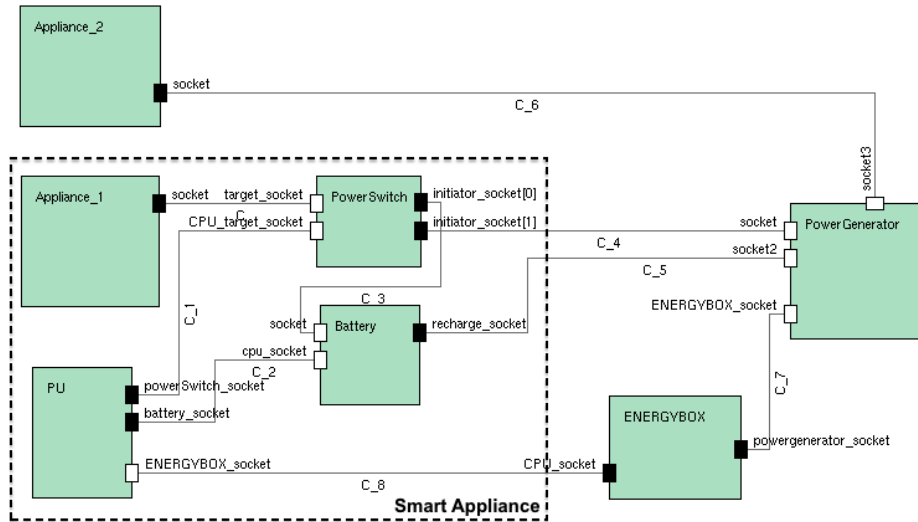 Appliance_2
socket
C_6
socket3
Appliance_1
socket
target_socket
C_
CPU_target_socket
PowerSwitch
initiator_socket[0]
initiator_socket[1]
socket
C_4
PowerGenerator
socket2
C_5
ENERGYBOX_socket
C_1
C_3
socket
Battery
recharge_socket
cpu_socket
C_2
C_7
PU
powerSwitch_socket
battery_socket
ENERGYBOX
powergenerator_socket
ENERGYBOX_socket
CPU_socket
C_8
Smart Appliance